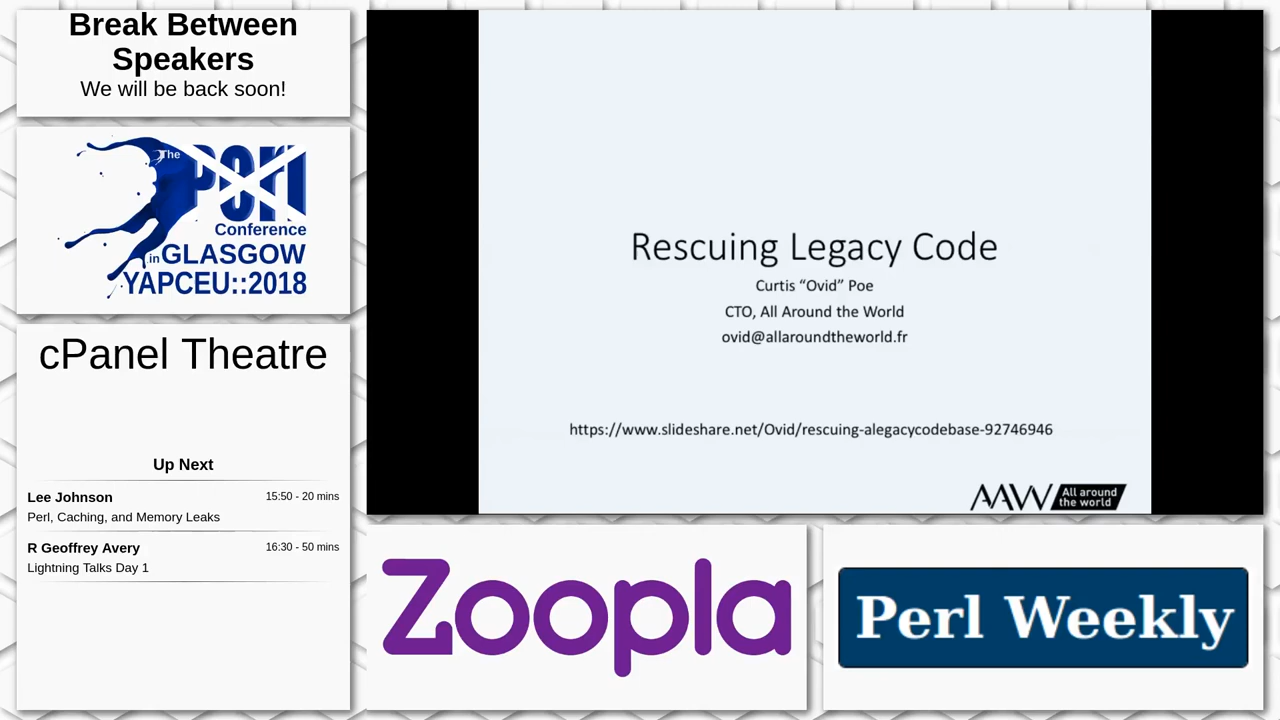 Break Between
Speakers
We will be back soon!
The
Perl
Conference
in GLASGOW
YAPCEU::2018
cPanel Theatre
Up Next
Lee Johnson 15:50 - 20 mins
Perl, Caching, and Memory Leaks
R Geoffrey Avery 16:30 - 50 mins
Lightning Talks Day 1
Rescuing Legacy Code
Curtis “Ovid” Poe
CTO, All Around the World
ovid@allaroundtheworld.fr
https://www.slideshare.net/Ovid/rescuing-alegacycodebase-92746946
AAW All around
the world
Zoopla
Perl Weekly